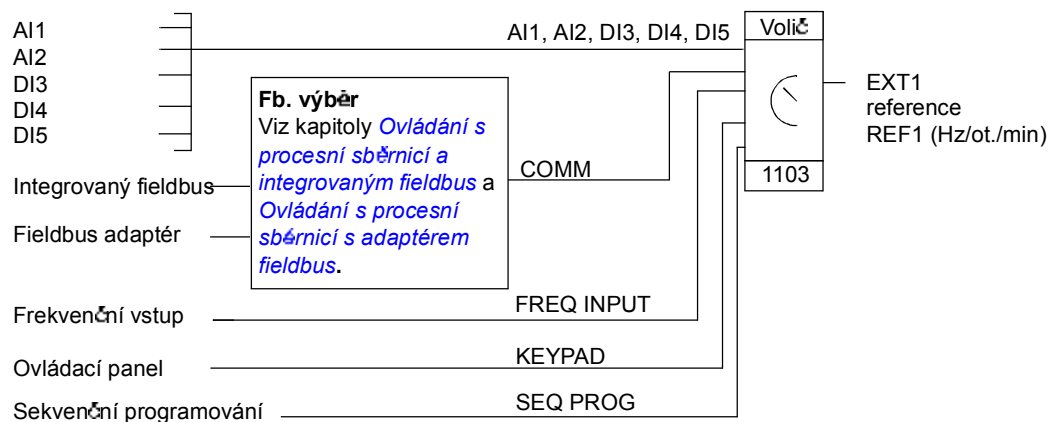 AI1
AI2
DI3
DI4
DI5
AI1, AI2, DI3, DI4, DI5
Volič
Fb. výběr
Viz kapitoly Ovládání s
procesní sběrnicí a
integrovaným fieldbus a
Ovládání s procesní
sběrnicí s adaptérem
fieldbus.
Integrovaný fieldbus
Fieldbus adaptér
COMM
1103
EXT1
reference
REF1 (Hz/ot./min)
Frekvenční vstup
FREQ INPUT
Ovládací panel
KEYPAD
Sekvenční programování
SEQ PROG